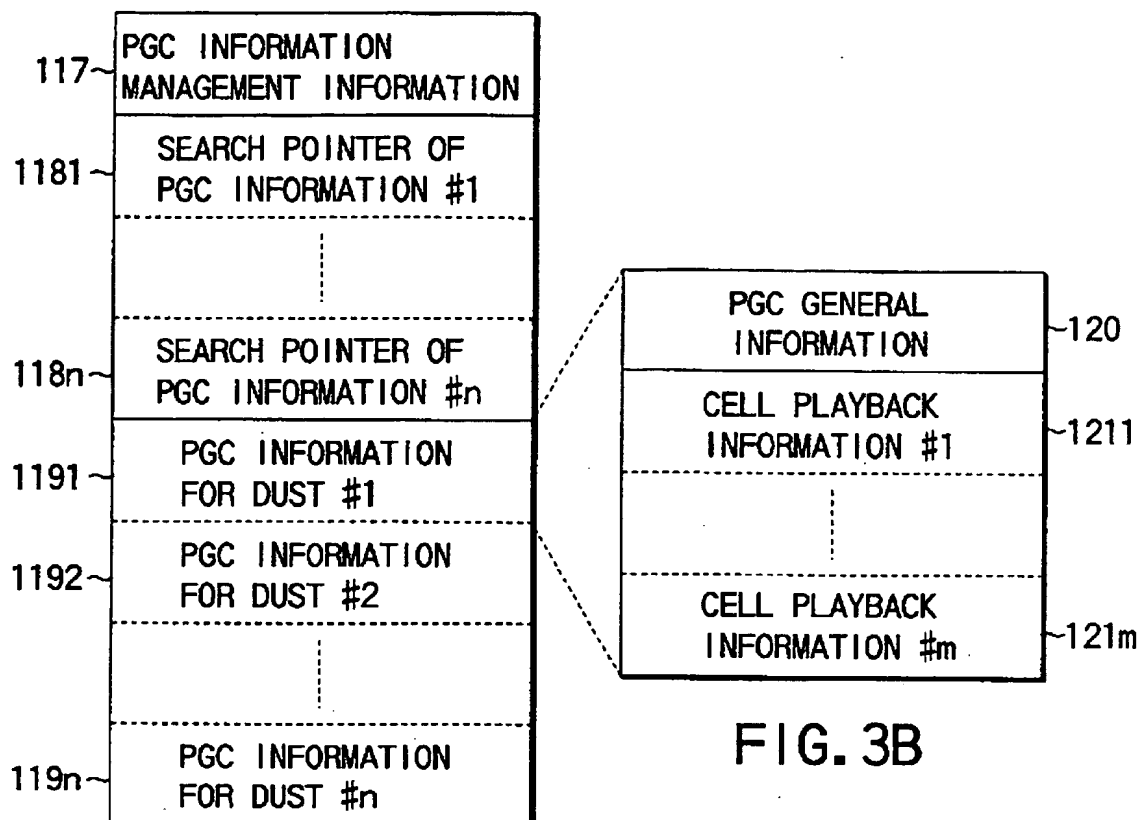 117
PGC INFORMATION
MANAGEMENT INFORMATION
1181
SEARCH POINTER OF
PGC INFORMATION #1
118n
SEARCH POINTER OF
PGC INFORMATION #n
1191
PGC INFORMATION
FOR DUST #1
1192
PGC INFORMATION
FOR DUST #2
119n
PGC INFORMATION
FOR DUST #n
PGC GENERAL
INFORMATION
120
CELL PLAYBACK
INFORMATION #1
1211
CELL PLAYBACK
INFORMATION #m
121m
FIG. 3B